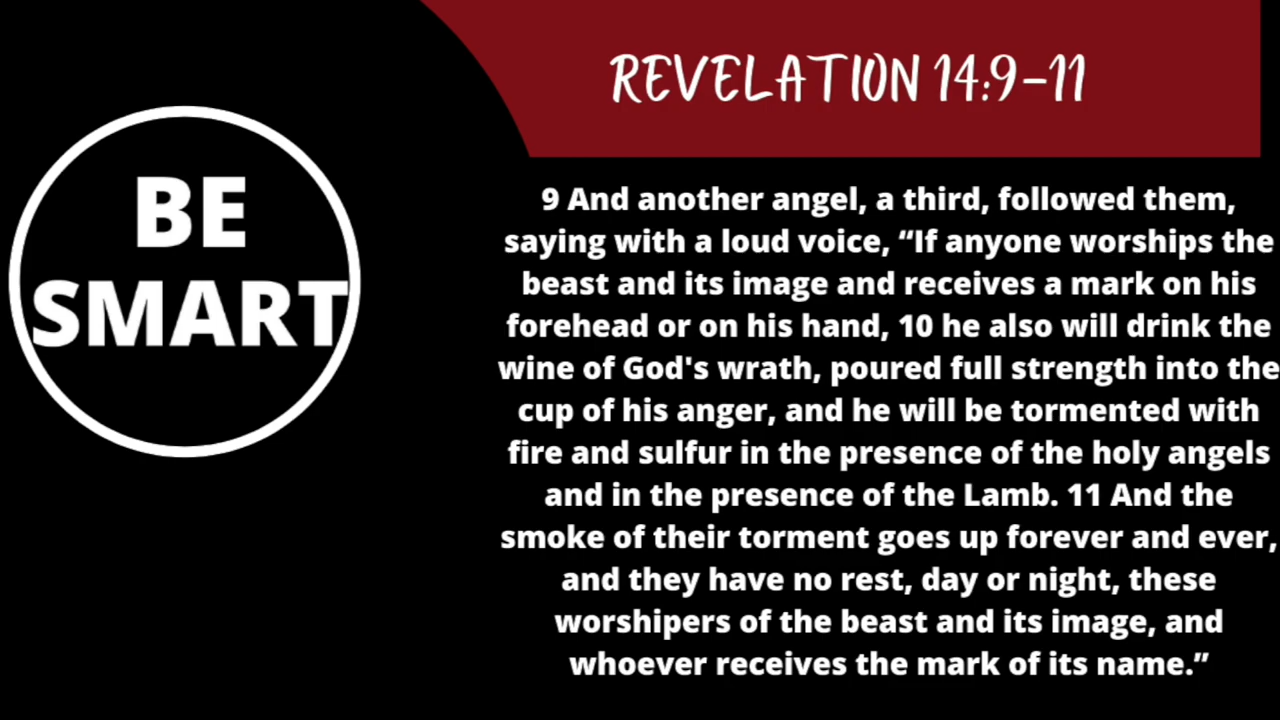 BE
SMART
REVELATION 14:9-11
9 And another angel, a third, followed them,
saying with a loud voice, “If anyone worships the
beast and its image and receives a mark on his
forehead or on his hand, 10 he also will drink the
wine of God's wrath, poured full strength into the
cup of his anger, and he will be tormented with
fire and sulfur in the presence of the holy angels
and in the presence of the Lamb. 11 And the
smoke of their torment goes up forever and ever,
and they have no rest, day or night, these
worshipers of the beast and its image, and
whoever receives the mark of its name.”